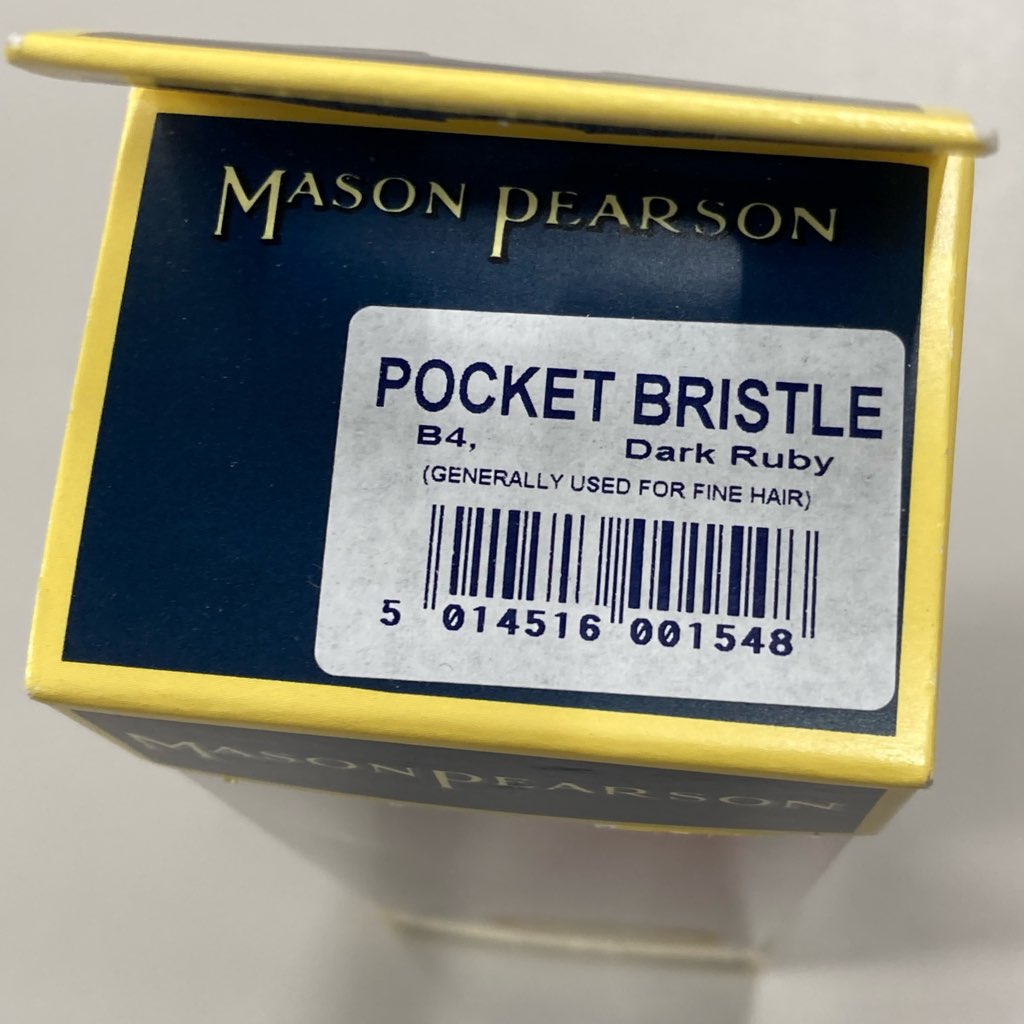 MASON PEARSON
POCKET BRISTLE
B4, Dark Ruby
(GENERALLY USED FOR FINE HAIR)
5 014516 001548
MASON PEARSON